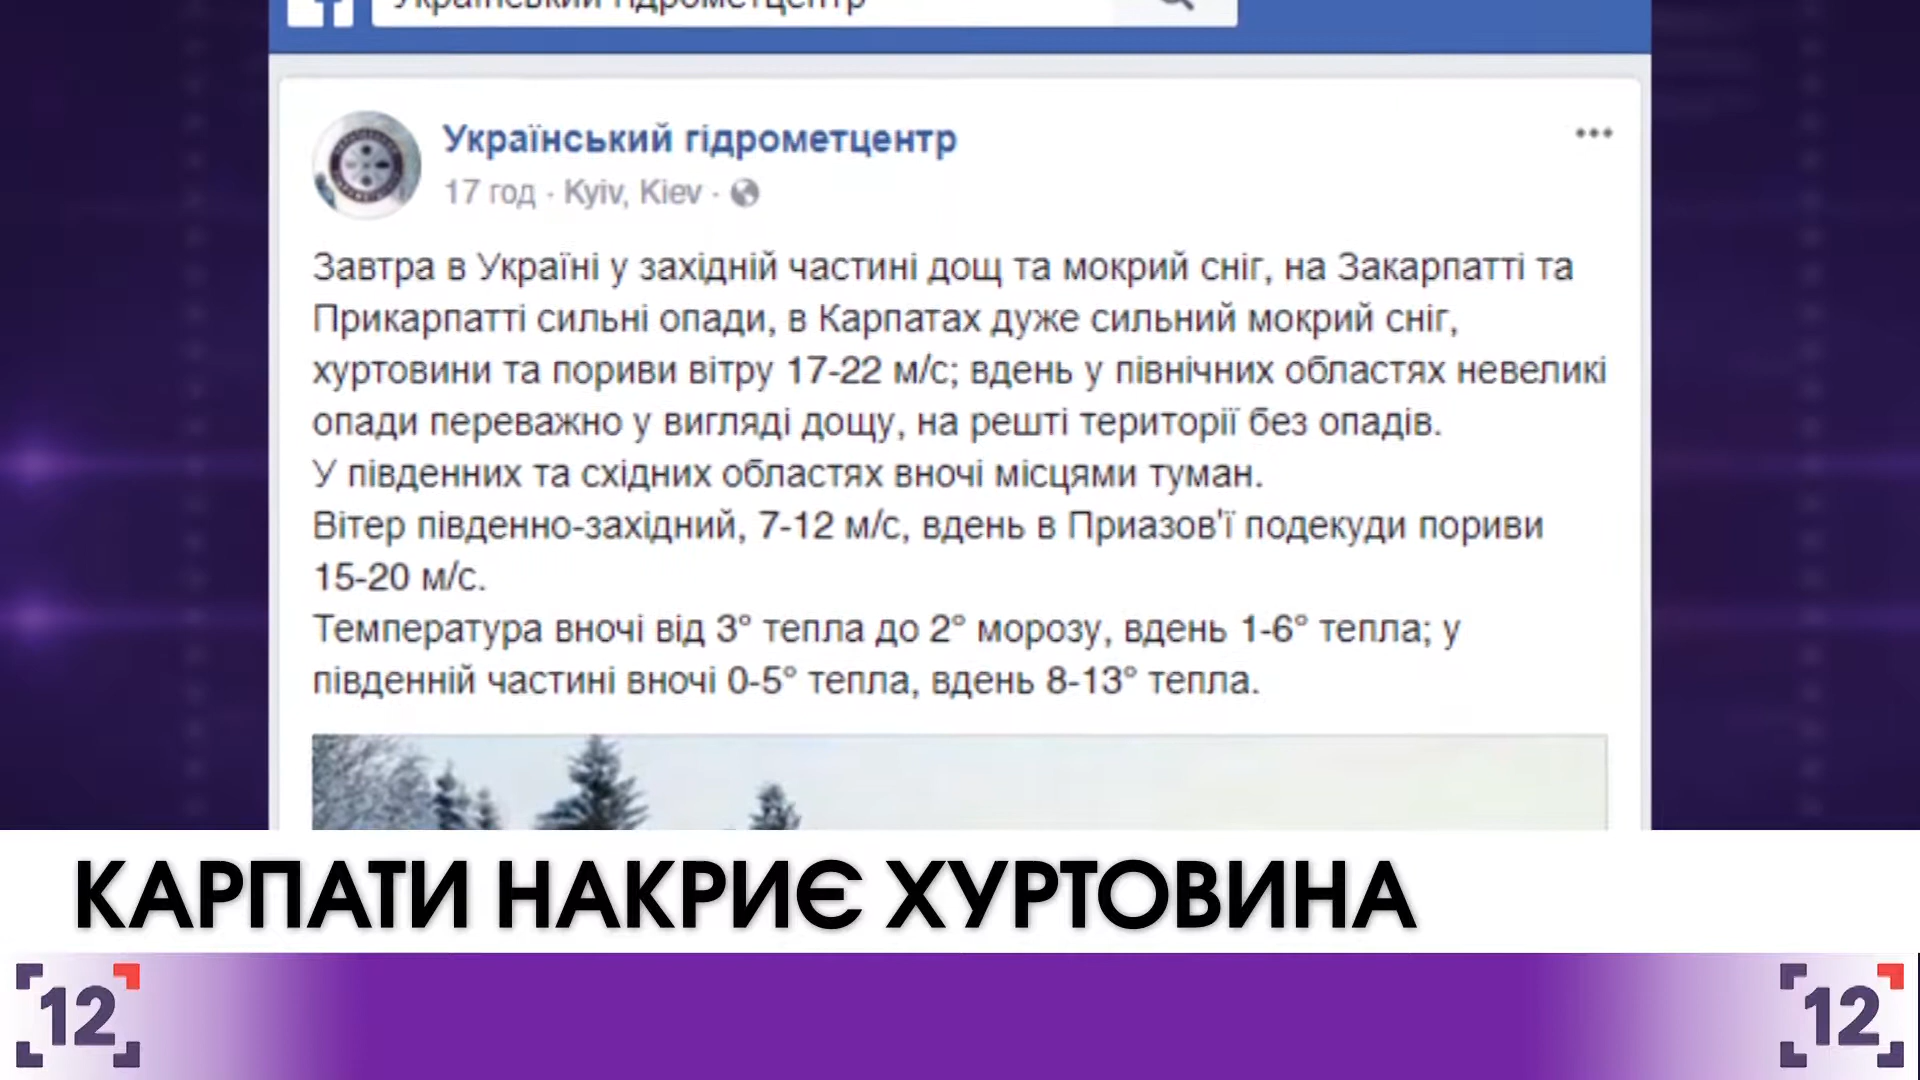 Український гідрометцентр
Український гідрометцентр
17 год · Kyiv, Kiev ·
Завтра в Україні у західній частині дощ та мокрий сніг, на Закарпатті та
Прикарпатті сильні опади, в Карпатах дуже сильний мокрий сніг,
хуртовини та пориви вітру 17-22 м/с; вдень у північних областях невеликі
опади переважно у вигляді дощу, на решті території без опадів.
У південних та східних областях вночі місцями туман.
Вітер південно-західний, 7-12 м/с, вдень в Приазов'ї подекуди пориви
15-20 м/с.
Температура вночі від 3° тепла до 2° морозу, вдень 1-6° тепла; у
південній частині вночі 0-5° тепла, вдень 8-13° тепла.
КАРПАТИ НАКРИЄ ХУРТОВИНА
12
12